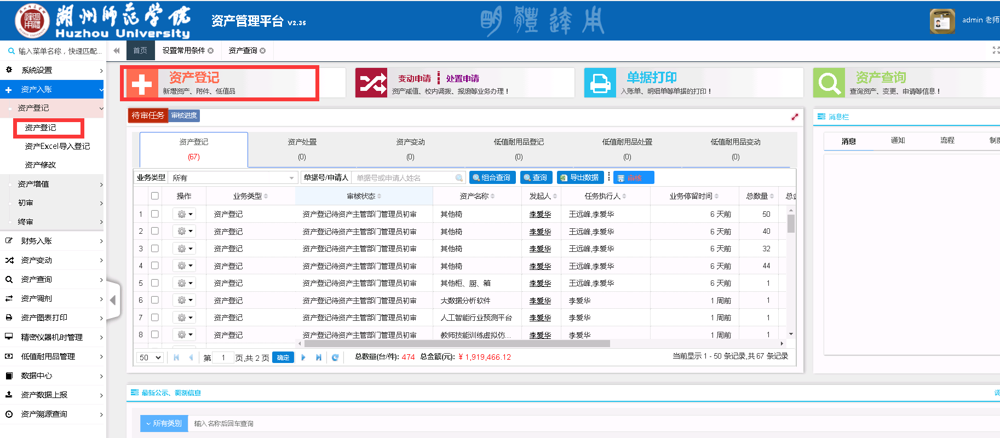 湖州师范学院
Huzhou University
资产管理平台 V2.35
明體達用
admin 老师
输入菜单名称，快速匹配...
首页
设置常用条件
资产查询
系统设置
资产入账
资产登记
资产登记
资产Excel导入登记
资产修改
资产增值
初审
终审
财务入账
资产变动
资产查询
资产调剂
资产图表打印
精密仪器机时管理
低值耐用品管理
数据中心
资产数据上报
资产溯源查询
资产登记
新增资产、附件、低值品
变动申请 处置申请
资产减值、校内调拨、报废等业务办理！
单据打印
入账单、明细单等单据的打印！
资产查询
查询资产、变更、申请等信息！
待审任务 审核进度
资产登记 资产处置 资产变动 低值耐用品登记 低值耐用品处置 低值耐用品变动
(67) (0) (0) (0) (0) (0)
业务类型 所有 单据号/申请人 单据号或申请人姓名 组合查询 查询 导出数据 审核
操作 业务类型 审核状态 资产名称 发起人 任务执行人 业务停留时间 总数量 总金
1 资产登记 资产登记待资产主管部门管理员初审 其他椅 李爱华 王远峰,李爱华 6 天前 50
2 资产登记 资产登记待资产主管部门管理员初审 其他椅 李爱华 王远峰,李爱华 6 天前 40
3 资产登记 资产登记待资产主管部门管理员初审 其他椅 李爱华 王远峰,李爱华 6 天前 32
4 资产登记 资产登记待资产主管部门管理员初审 其他椅 李爱华 王远峰,李爱华 6 天前 44
5 资产登记 资产登记待资产主管部门管理员初审 其他柜、厨、箱 李爱华 王远峰,李爱华 6 天前 1
6 资产登记 资产登记待资产主管部门管理员初审 大数据分析软件 李爱华 李爱华 1 周前 1
7 资产登记 资产登记待资产主管部门管理员初审 人工智能行业预测平台 李爱华 李爱华 1 周前 1
8 资产登记 资产登记待资产主管部门管理员初审 教师技能训练虚拟仿... 李爱华 李爱华 1 周前 1
50 第 1 页,共 2 页 确定 总数量(台/件): 474 总金额(元): ¥ 1,919,466.12 当前显示 1 - 50 条记录,共 67 条记录
消息栏
消息 通知 流程 制度
最新公示、调剂信息
调
所有类别 输入名称后回车查询